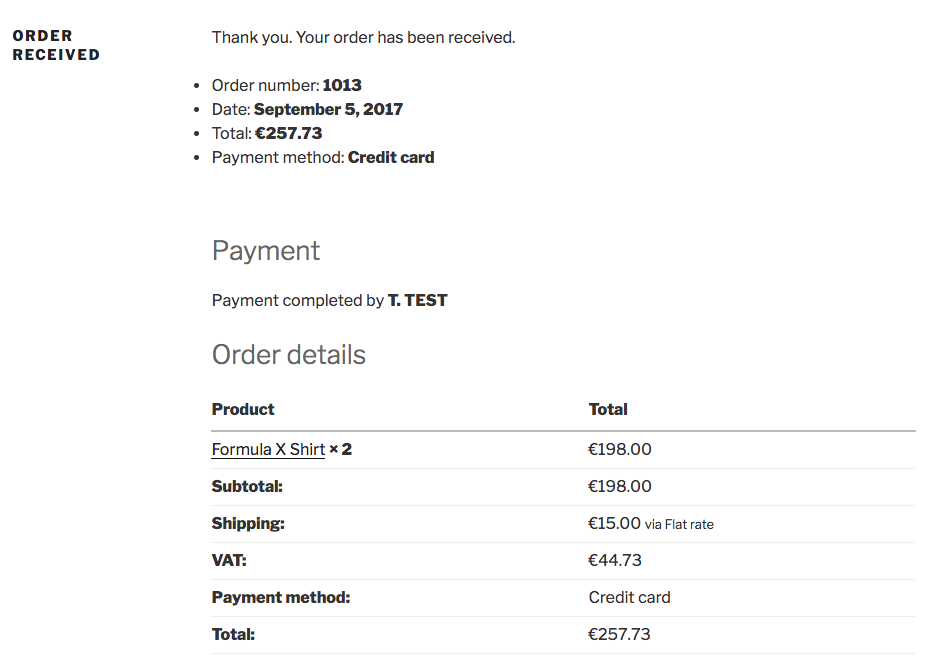 ORDER
RECEIVED
Thank you. Your order has been received.
• Order number: 1013
• Date: September 5, 2017
• Total: €257.73
• Payment method: Credit card
Payment
Payment completed by T. TEST
Order details
Product Total
Formula X Shirt × 2 €198.00
Subtotal: €198.00
Shipping: €15.00 via Flat rate
VAT: €44.73
Payment method: Credit card
Total: €257.73